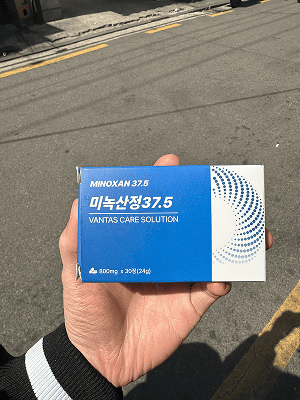 MINOXAN 37.5
미녹산정37.5
VANTAS CARE SOLUTION
800mg x 30정(24g)